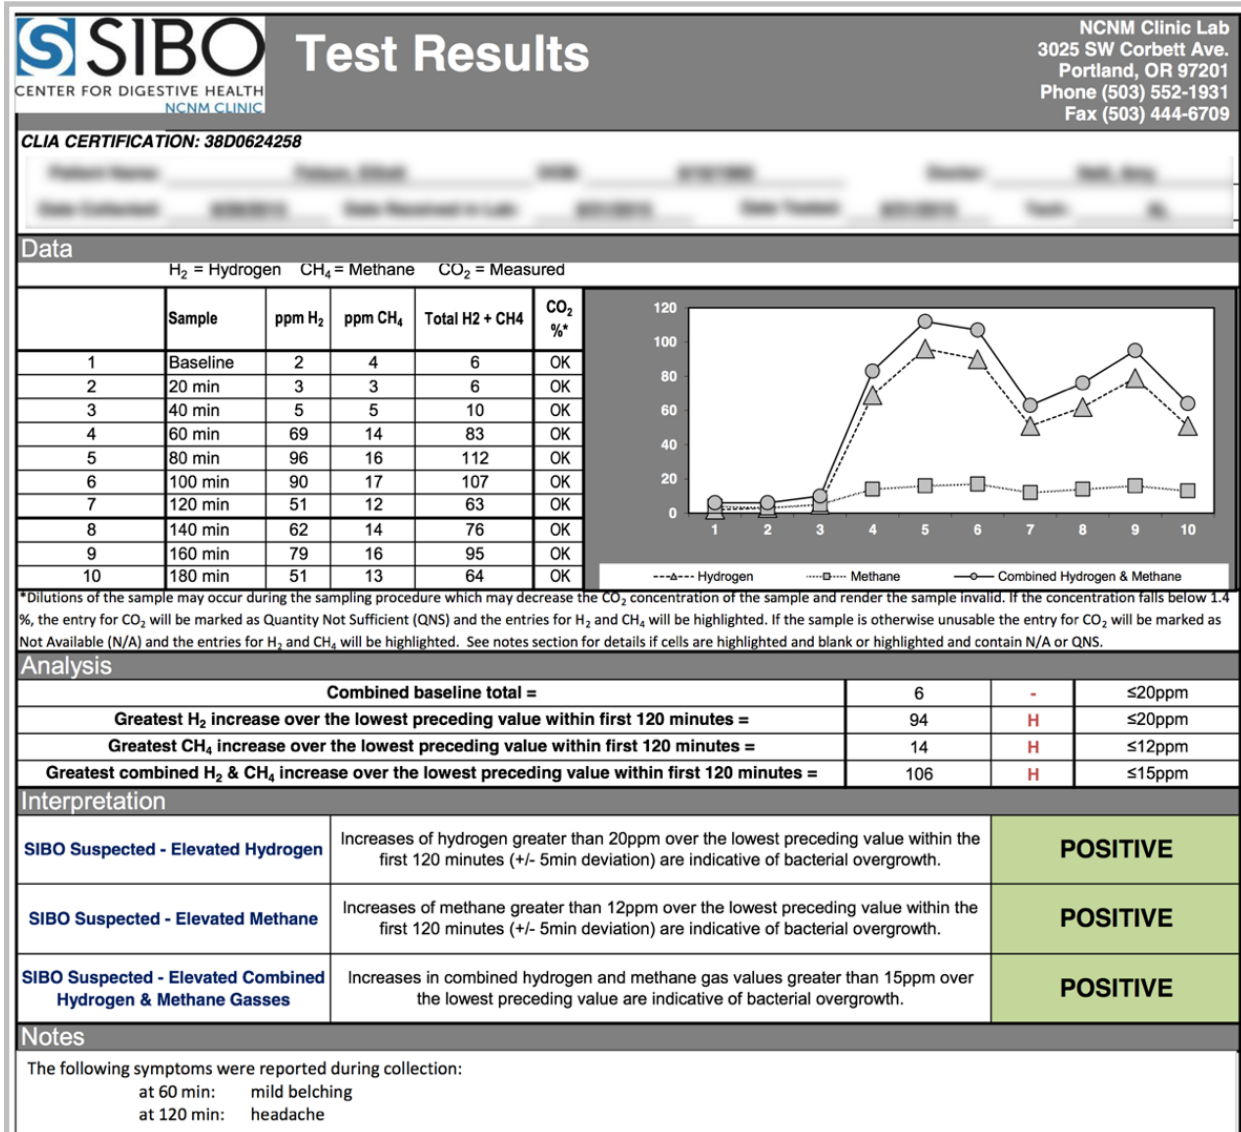 SIBO
CENTER FOR DIGESTIVE HEALTH
NCNM CLINIC
Test Results
NCNM Clinic Lab
3025 SW Corbett Ave.
Portland, OR 97201
Phone (503) 552-1931
Fax (503) 444-6709
CLIA CERTIFICATION: 38D0624258
Data
H₂ = Hydrogen CH₄ = Methane CO₂ = Measured
Sample ppm H₂ ppm CH₄ Total H2 + CH4 CO₂ %*
1 Baseline 2 4 6 OK
2 20 min 3 3 6 OK
3 40 min 5 5 10 OK
4 60 min 69 14 83 OK
5 80 min 96 16 112 OK
6 100 min 90 17 107 OK
7 120 min 51 12 63 OK
8 140 min 62 14 76 OK
9 160 min 79 16 95 OK
10 180 min 51 13 64 OK
120
100
80
60
40
20
0
1 2 3 4 5 6 7 8 9 10
Hydrogen Methane Combined Hydrogen & Methane
*Dilutions of the sample may occur during the sampling procedure which may decrease the CO₂ concentration of the sample and render the sample invalid. If the concentration falls below 1.4
%, the entry for CO₂ will be marked as Quantity Not Sufficient (QNS) and the entries for H₂ and CH₄ will be highlighted. If the sample is otherwise unusable the entry for CO₂ will be marked as
Not Available (N/A) and the entries for H₂ and CH₄ will be highlighted. See notes section for details if cells are highlighted and blank or highlighted and contain N/A or QNS.
Analysis
Combined baseline total = 6 - ≤20ppm
Greatest H₂ increase over the lowest preceding value within first 120 minutes = 94 H ≤20ppm
Greatest CH₄ increase over the lowest preceding value within first 120 minutes = 14 H ≤12ppm
Greatest combined H₂ & CH₄ increase over the lowest preceding value within first 120 minutes = 106 H ≤15ppm
Interpretation
SIBO Suspected - Elevated Hydrogen
Increases of hydrogen greater than 20ppm over the lowest preceding value within the
first 120 minutes (+/- 5min deviation) are indicative of bacterial overgrowth.
POSITIVE
SIBO Suspected - Elevated Methane
Increases of methane greater than 12ppm over the lowest preceding value within the
first 120 minutes (+/- 5min deviation) are indicative of bacterial overgrowth.
POSITIVE
SIBO Suspected - Elevated Combined
Hydrogen & Methane Gasses
Increases in combined hydrogen and methane gas values greater than 15ppm over
the lowest preceding value are indicative of bacterial overgrowth.
POSITIVE
Notes
The following symptoms were reported during collection:
at 60 min: mild belching
at 120 min: headache